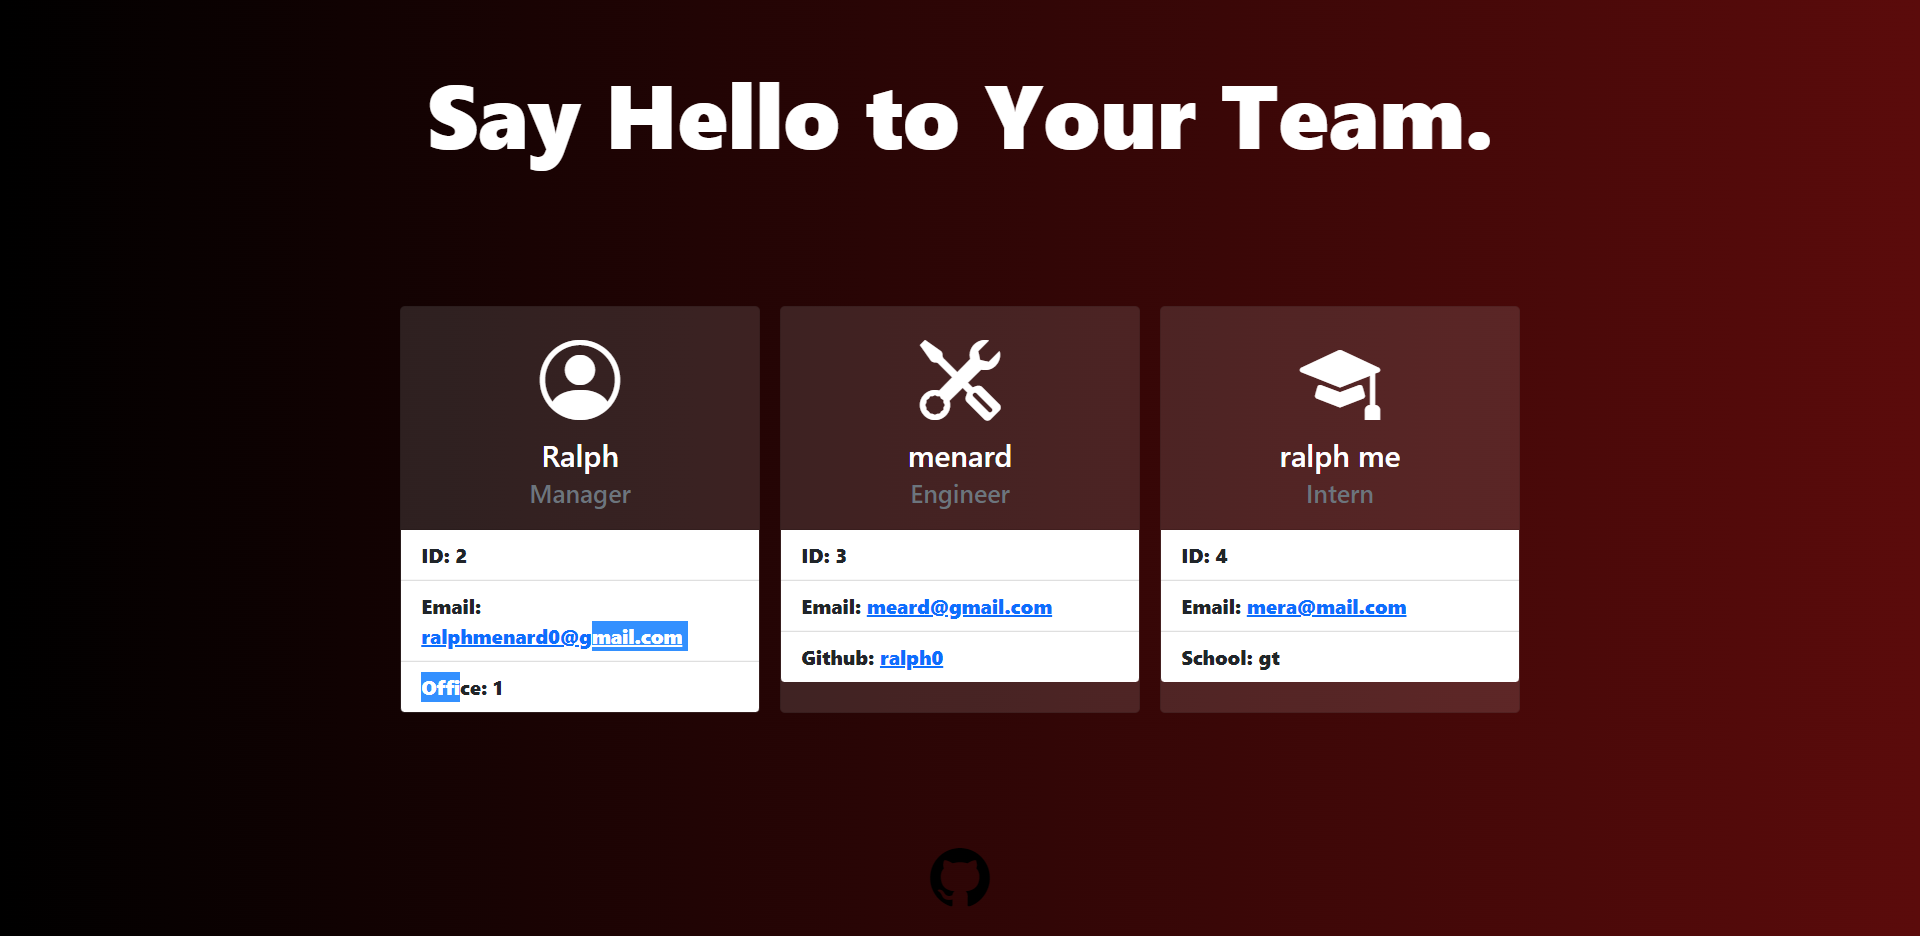 Say Hello to Your Team.
Ralph
Manager
ID: 2
Email:
ralphmenard0@gmail.com
Office: 1
menard
Engineer
ID: 3
Email: meard@gmail.com
Github: ralph0
ralph me
Intern
ID: 4
Email: mera@mail.com
School: gt